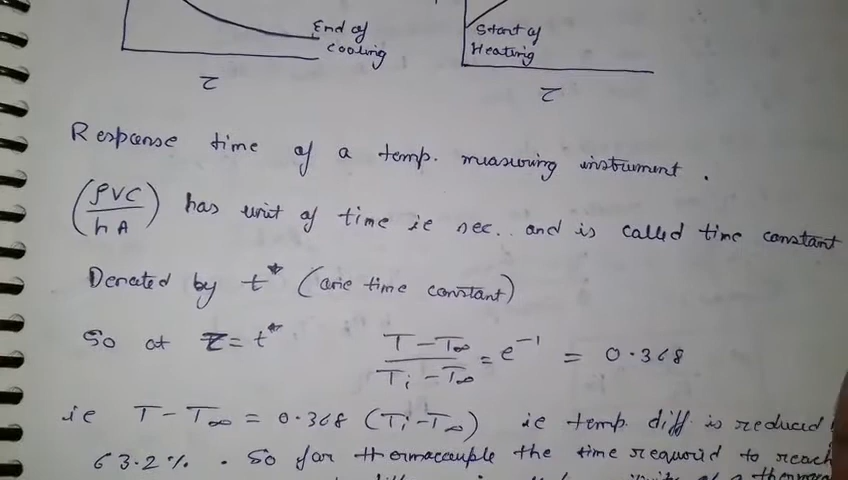 End of
cooling
τ
Start of
Heating
τ
Response time of a temp. measuring instrument.
(ρVC/hA) has unit of time ie sec.. and is called time constant
Denoted by t* ( time constant)
So at τ = t* (T - T∞)/(Ti - T∞) = e⁻¹ = 0.368
ie T - T∞ = 0.368 (Ti - T∞) ie temp. diff. is reduced
63.2% . So for thermocouple the time required to reach